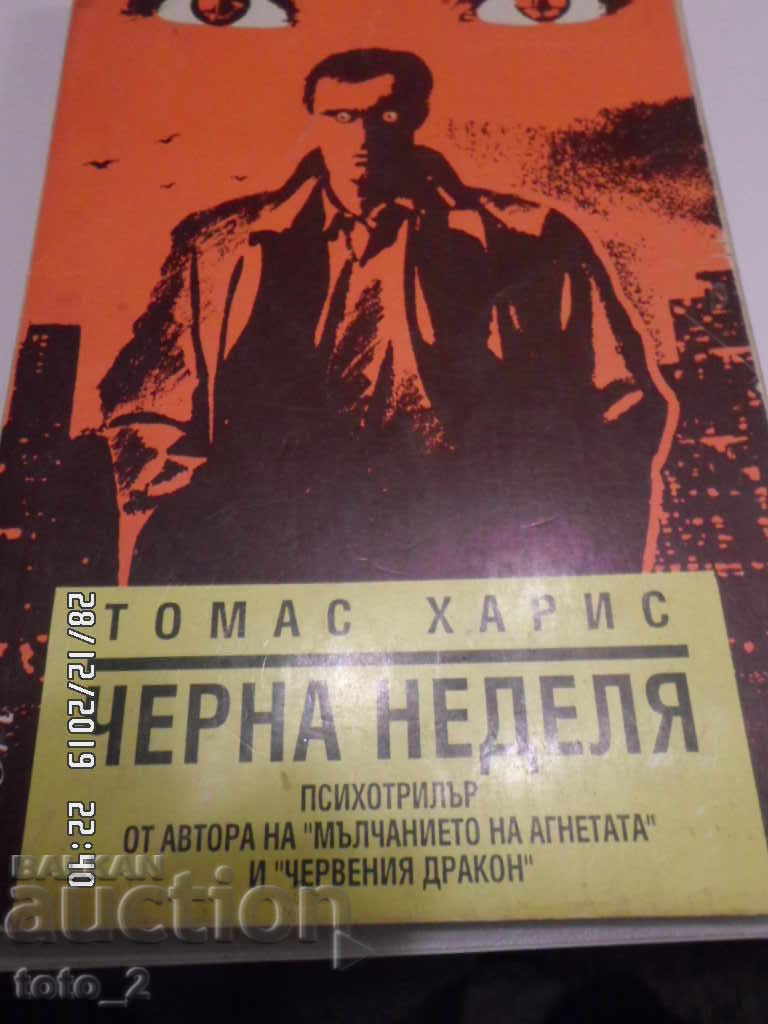 ТОМАС ХАРИС
ЧЕРНА НЕДЕЛЯ
ПСИХОТРИЛЪР
ОТ АВТОРА НА "МЪЛЧАНИЕТО НА АГНЕТАТА"
И "ЧЕРВЕНИЯ ДРАКОН"
28/12/2019 22:40
BALKAN
auction
toto_2